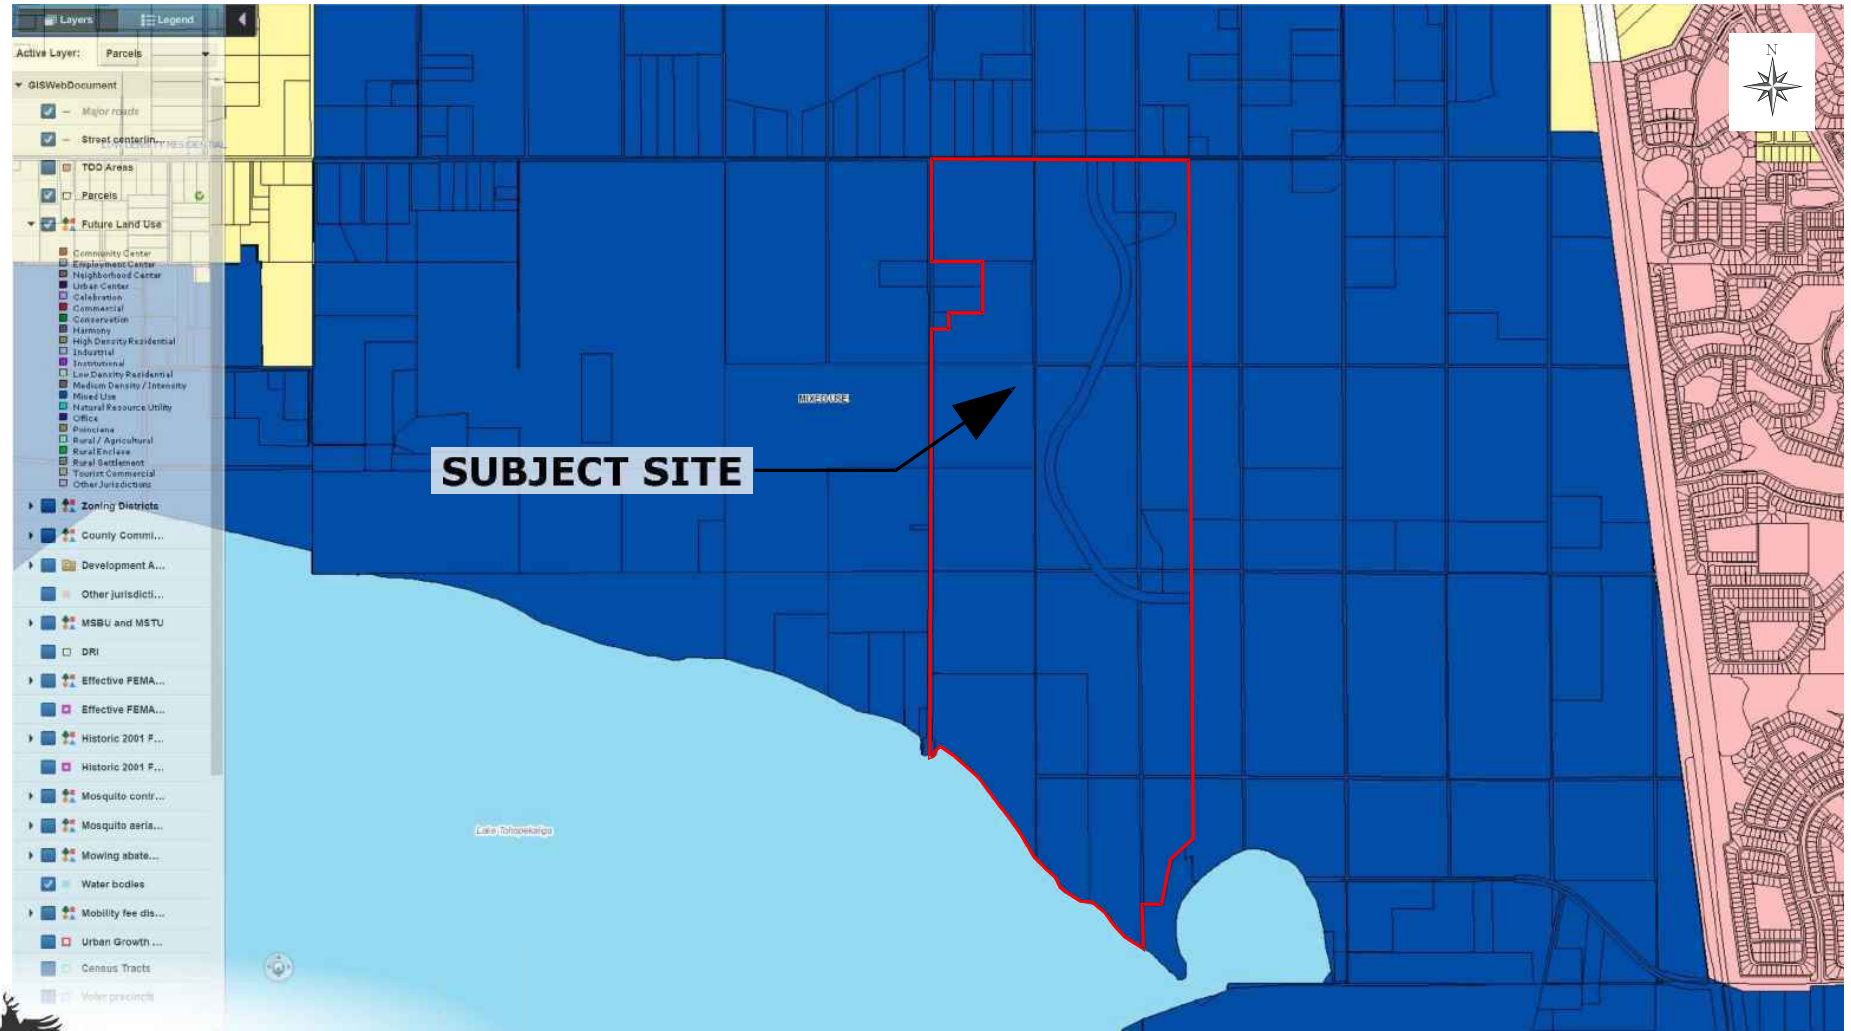 Layers
Legend
N
Active Layer:
Parcels
GISWebDocument
Major roads
Street centerlin...
TOD Areas
Parcels
Future Land Use
Community Center
Employment Center
Neighborhood Center
Urban Center
Celebration
Commercial
Conservation
Harmony
High Density Residential
Industrial
Institutional
Low Density Residential
Medium Density / Intensity
Mixed Use
Natural Resource Utility
Office
Poinciana
Rural / Agricultural
Rural Enclave
Rural Settlement
Tourist Commercial
Other Jurisdictions
MIXED USE
SUBJECT SITE
Zoning Districts
County Commi...
Development A...
Other jurisdicti...
MSBU and MSTU
DRI
Effective FEMA...
Effective FEMA...
Historic 2001 F...
Historic 2001 F...
Mosquito contr...
Mosquito aeria...
Lake Tohopekaliga
Mowing abate...
Water bodies
Mobility fee dis...
Urban Growth ...
Census Tracts
Voter precincts